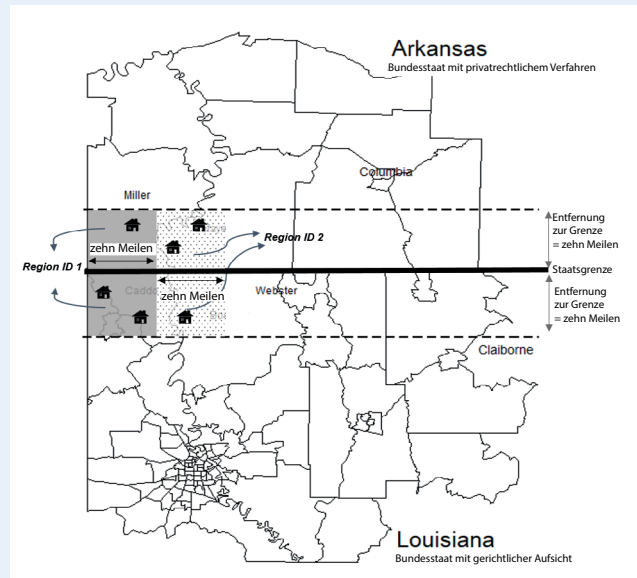 Arkansas
Bundesstaat mit privatrechtlichem Verfahren
Columbia
Miller
Entfernung
zur Grenze
= zehn Meilen
Region ID 2
zehn Meilen
Region ID 1
Staatsgrenze
zehn Meilen
Webster
Entfernung
zur Grenze
= zehn Meilen
Claiborne
Louisiana
Bundesstaat mit gerichtlicher Aufsicht